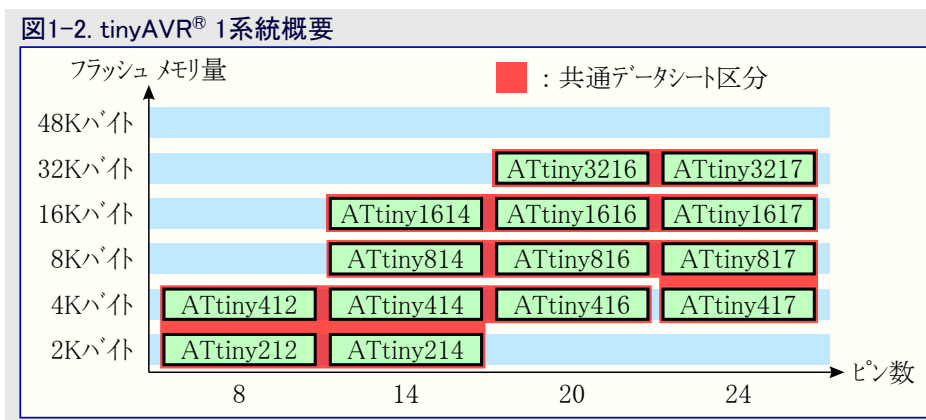 図1-2. tinyAVR® 1系統概要
フラッシュ メモリ量
：共通データシート区分
48Kバイト
32Kバイト ATtiny3216 ATtiny3217
16Kバイト ATtiny1614 ATtiny1616 ATtiny1617
8Kバイト ATtiny814 ATtiny816 ATtiny817
4Kバイト ATtiny412 ATtiny414 ATtiny416 ATtiny417
2Kバイト ATtiny212 ATtiny214
ピン数
8 14 20 24